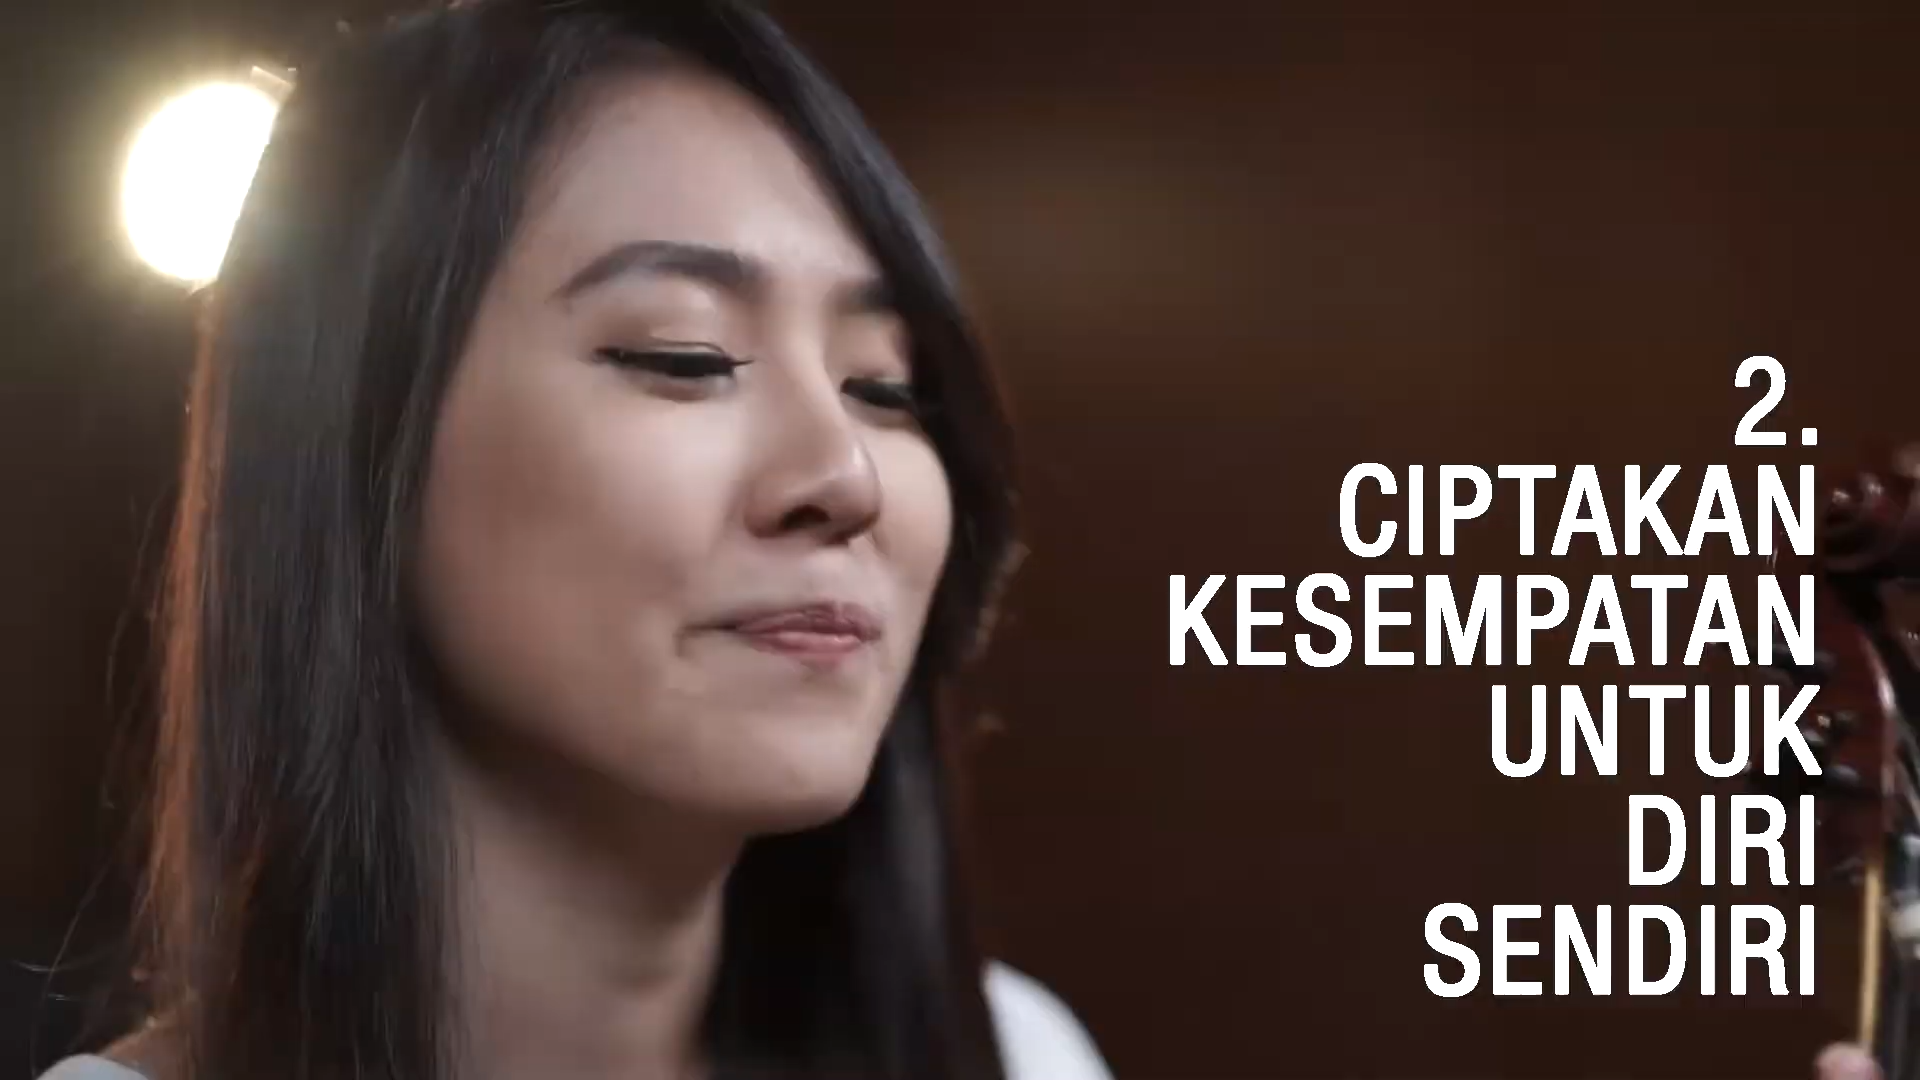 2.
CIPTAKAN
KESEMPATAN
UNTUK
DIRI
SENDIRI